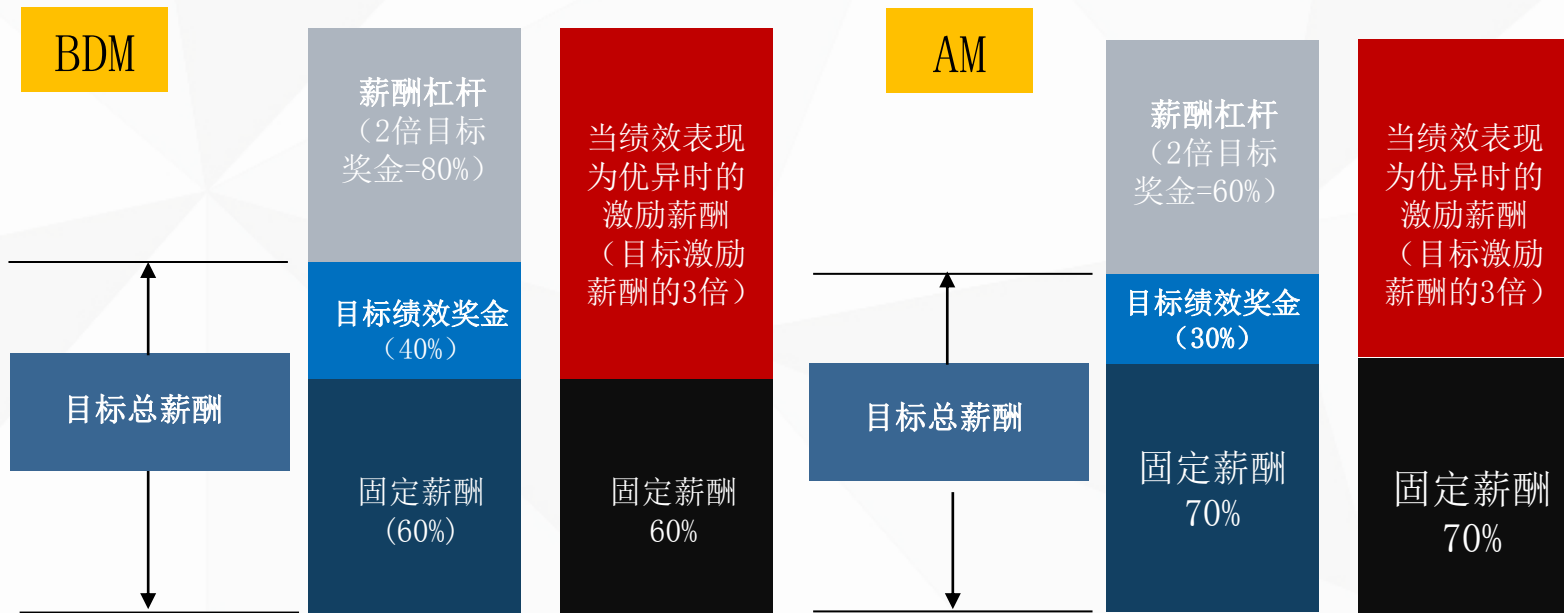 BDM
薪酬杠杆
（2倍目标
奖金=80%）
目标绩效奖金
（40%）
固定薪酬
(60%)
目标总薪酬
当绩效表现
为优异时的
激励薪酬
（目标激励
薪酬的3倍）
固定薪酬
60%
AM
薪酬杠杆
（2倍目标
奖金=60%）
目标绩效奖金
（30%）
固定薪酬
70%
目标总薪酬
当绩效表现
为优异时的
激励薪酬
（目标激励
薪酬的3倍）
固定薪酬
70%